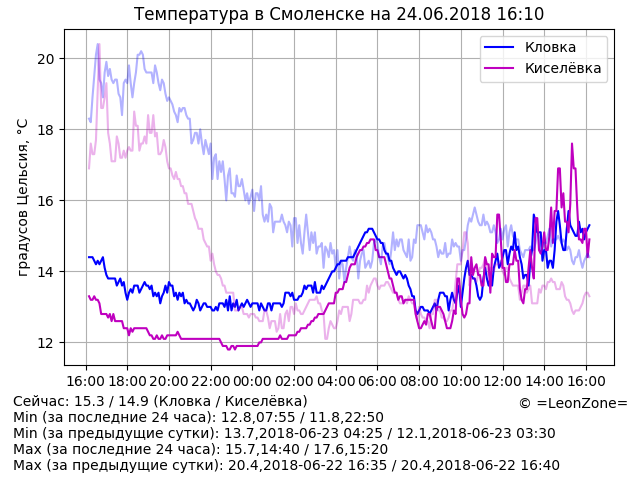 Температура в Смоленске на 24.06.2018 16:10
Кловка
Киселёвка
градусов Цельсия, °C
20
18
16
14
12
16:00 18:00 20:00 22:00 00:00 02:00 04:00 06:00 08:00 10:00 12:00 14:00 16:00
Сейчас: 15.3 / 14.9 (Кловка / Киселёвка)
© =LeonZone=
Min (за последние 24 часа): 12.8,07:55 / 11.8,22:50
Min (за предыдущие сутки): 13.7,2018-06-23 04:25 / 12.1,2018-06-23 03:30
Max (за последние 24 часа): 15.7,14:40 / 17.6,15:20
Max (за предыдущие сутки): 20.4,2018-06-22 16:35 / 20.4,2018-06-22 16:40